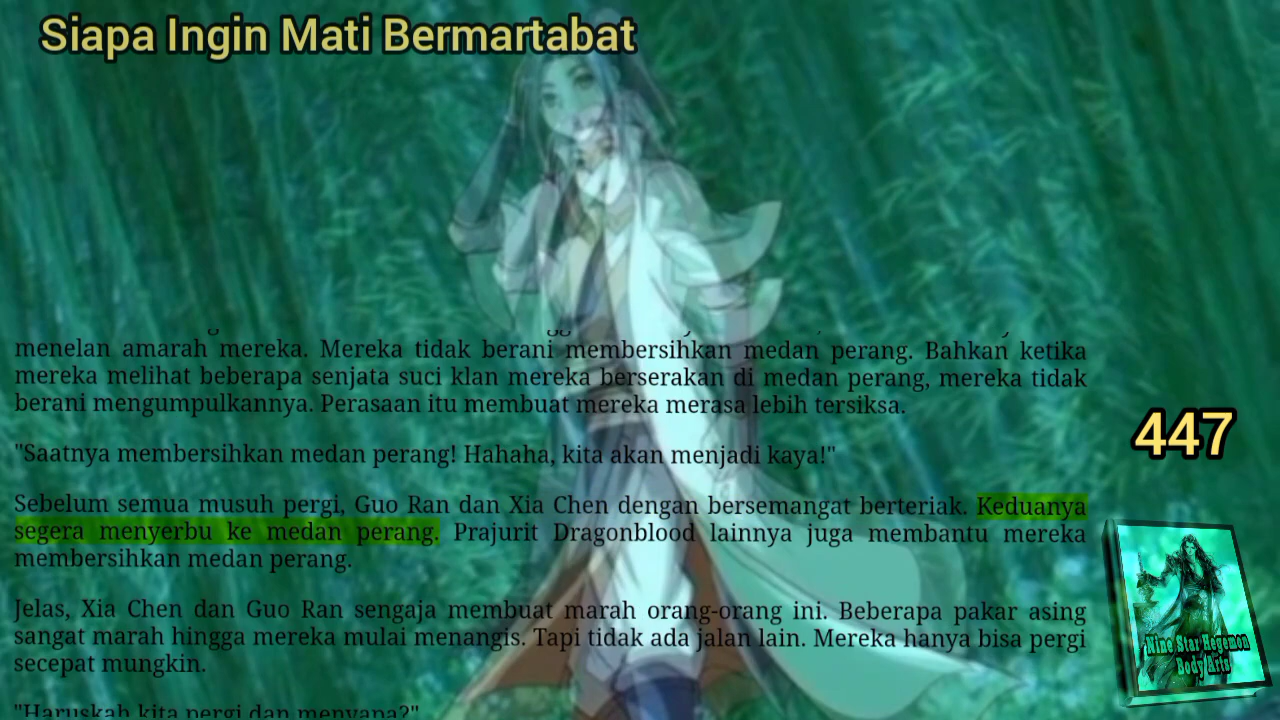 Siapa Ingin Mati Bermartabat
menelan amarah mereka. Mereka tidak berani membersihkan medan perang. Bahkan ketika
mereka melihat beberapa senjata suci klan mereka berserakan di medan perang, mereka tidak
berani mengumpulkannya. Perasaan itu membuat mereka merasa lebih tersiksa.
"Saatnya membersihkan medan perang! Hahaha, kita akan menjadi kaya!"
Sebelum semua musuh pergi, Guo Ran dan Xia Chen dengan bersemangat berteriak. Keduanya
segera menyerbu ke medan perang. Prajurit Dragonblood lainnya juga membantu mereka
membersihkan medan perang.
Jelas, Xia Chen dan Guo Ran sengaja membuat marah orang-orang ini. Beberapa pakar asing
sangat marah hingga mereka mulai menangis. Tapi tidak ada jalan lain. Mereka hanya bisa pergi
secepat mungkin.
"Haruskah kita pergi dan menyapa?"
447
Nine Star Hegemon
Body Arts